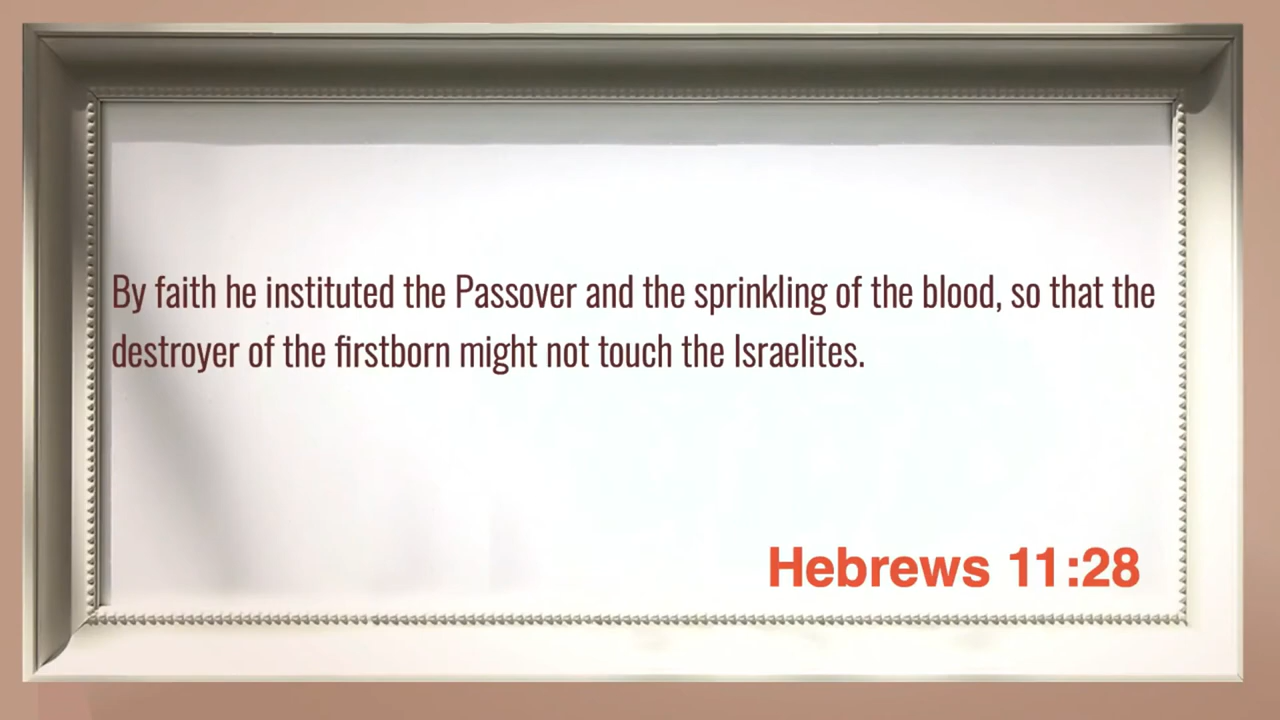 By faith he instituted the Passover and the sprinkling of the blood, so that the
destroyer of the firstborn might not touch the Israelites.
Hebrews 11:28